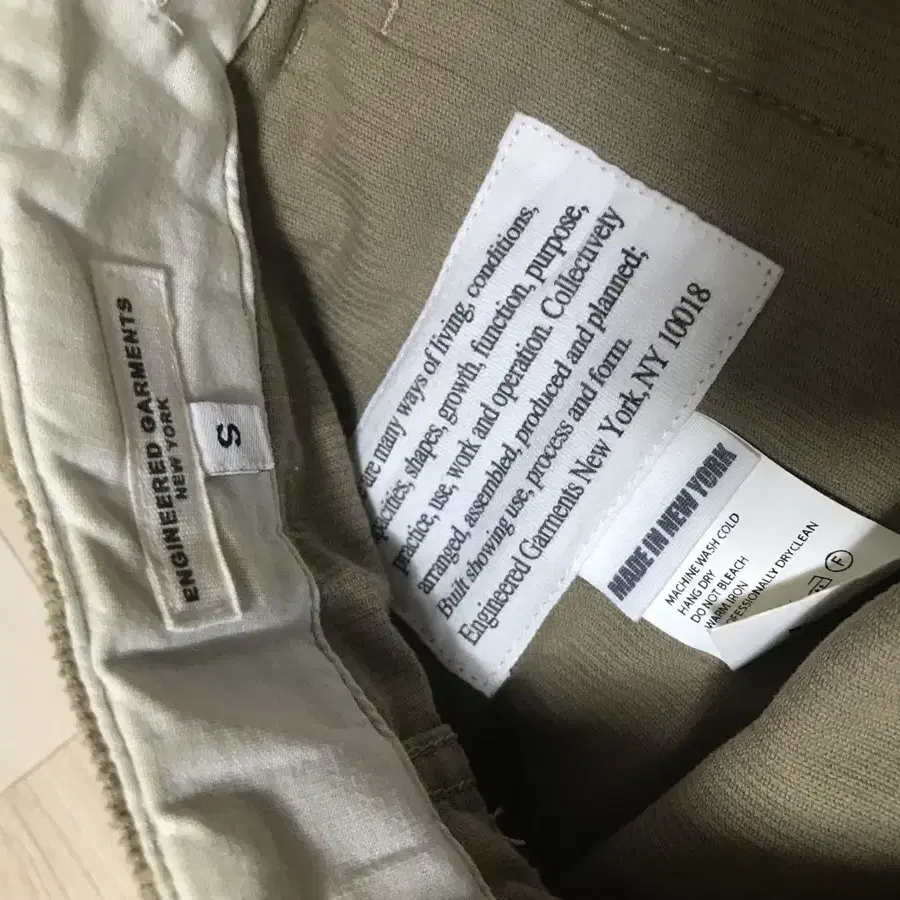 ENGINEERED GARMENTS
NEW YORK
S
are many ways of living, conditions,
shapes, growth, function, purpose,
practice, use, work and operation. Collectively
arranged, assembled, produced and planned;
Built showing use, process and form.
Engineered Garments New York, NY 10018
MADE IN NEW YORK
MACHINE WASH COLD
HANG DRY
DO NOT BLEACH
WARM IRON
DRYCLEAN
F